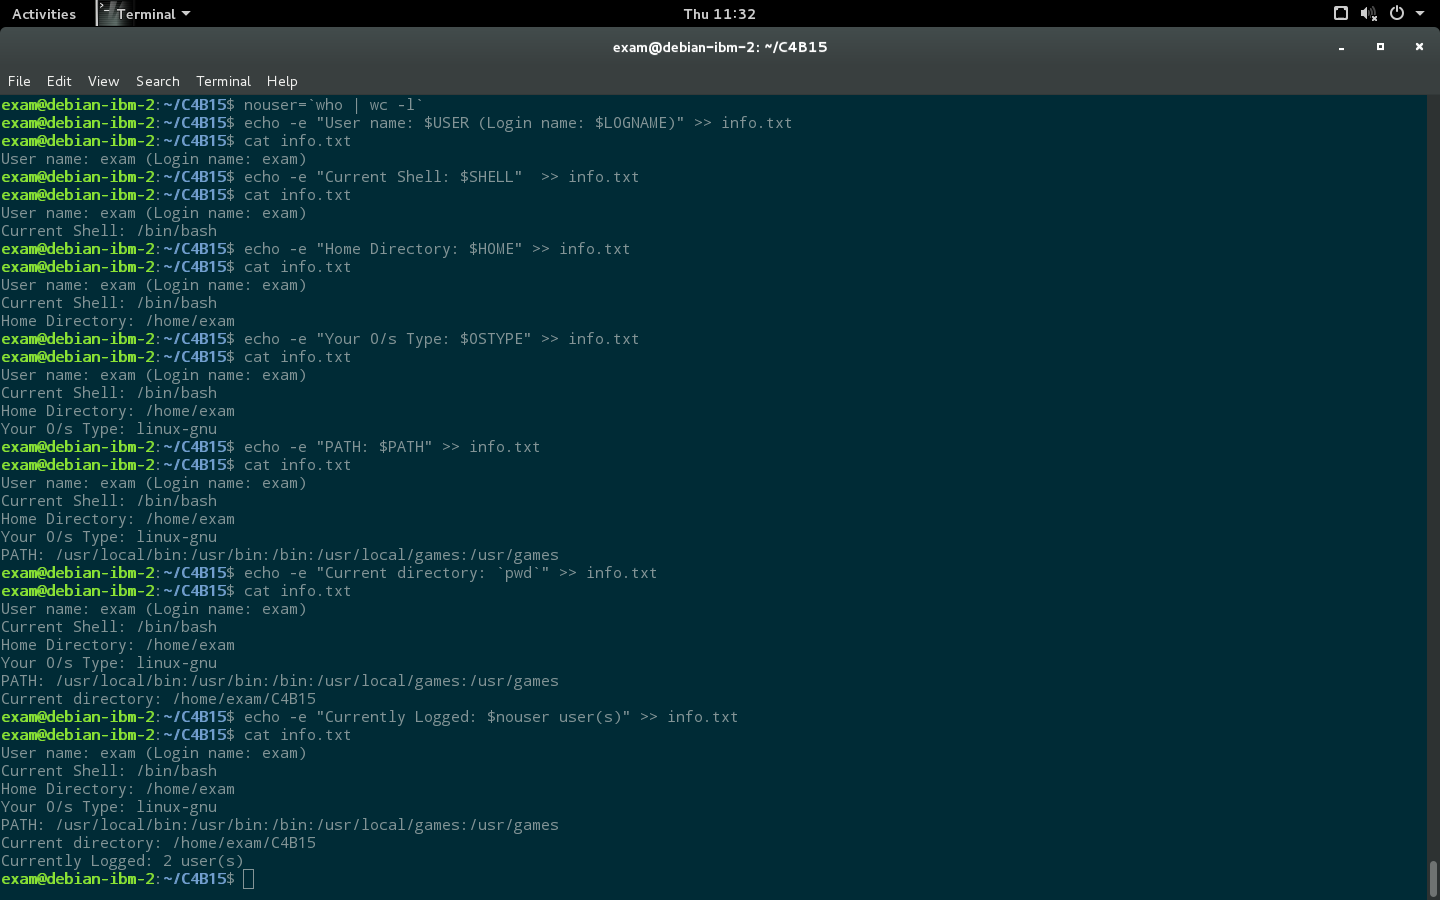 Activities Terminal Thu 11:32
exam@debian-ibm-2: ~/C4B15
File Edit View Search Terminal Help
exam@debian-ibm-2:~/C4B15$ nouser=`who | wc -l`
exam@debian-ibm-2:~/C4B15$ echo -e "User name: $USER (Login name: $LOGNAME)" >> info.txt
exam@debian-ibm-2:~/C4B15$ cat info.txt
User name: exam (Login name: exam)
exam@debian-ibm-2:~/C4B15$ echo -e "Current Shell: $SHELL"  >> info.txt
exam@debian-ibm-2:~/C4B15$ cat info.txt
User name: exam (Login name: exam)
Current Shell: /bin/bash
exam@debian-ibm-2:~/C4B15$ echo -e "Home Directory: $HOME" >> info.txt
exam@debian-ibm-2:~/C4B15$ cat info.txt
User name: exam (Login name: exam)
Current Shell: /bin/bash
Home Directory: /home/exam
exam@debian-ibm-2:~/C4B15$ echo -e "Your O/s Type: $OSTYPE" >> info.txt
exam@debian-ibm-2:~/C4B15$ cat info.txt
User name: exam (Login name: exam)
Current Shell: /bin/bash
Home Directory: /home/exam
Your O/s Type: linux-gnu
exam@debian-ibm-2:~/C4B15$ echo -e "PATH: $PATH" >> info.txt
exam@debian-ibm-2:~/C4B15$ cat info.txt
User name: exam (Login name: exam)
Current Shell: /bin/bash
Home Directory: /home/exam
Your O/s Type: linux-gnu
PATH: /usr/local/bin:/usr/bin:/bin:/usr/local/games:/usr/games
exam@debian-ibm-2:~/C4B15$ echo -e "Current directory: `pwd`" >> info.txt
exam@debian-ibm-2:~/C4B15$ cat info.txt
User name: exam (Login name: exam)
Current Shell: /bin/bash
Home Directory: /home/exam
Your O/s Type: linux-gnu
PATH: /usr/local/bin:/usr/bin:/bin:/usr/local/games:/usr/games
Current directory: /home/exam/C4B15
exam@debian-ibm-2:~/C4B15$ echo -e "Currently Logged: $nouser user(s)" >> info.txt
exam@debian-ibm-2:~/C4B15$ cat info.txt
User name: exam (Login name: exam)
Current Shell: /bin/bash
Home Directory: /home/exam
Your O/s Type: linux-gnu
PATH: /usr/local/bin:/usr/bin:/bin:/usr/local/games:/usr/games
Current directory: /home/exam/C4B15
Currently Logged: 2 user(s)
exam@debian-ibm-2:~/C4B15$